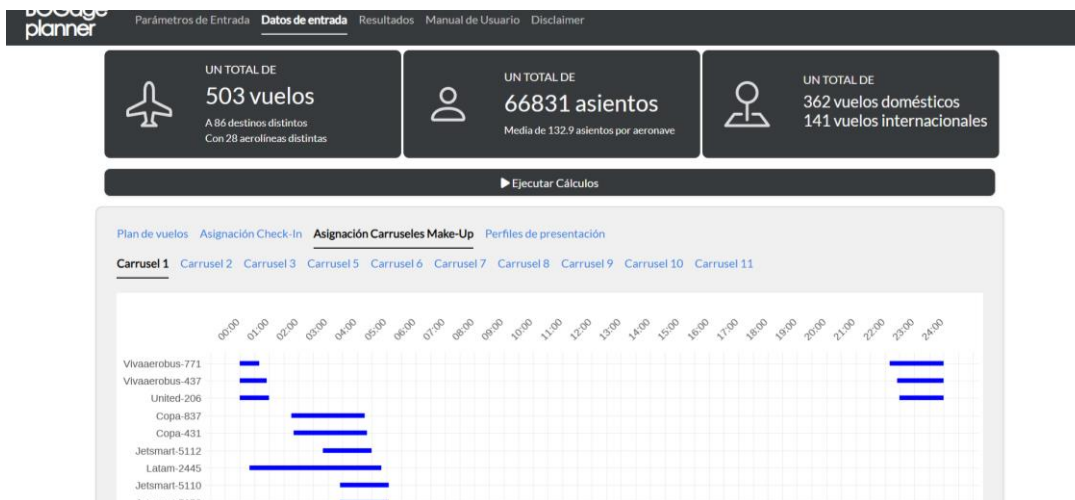 planner
Parámetros de Entrada Datos de entrada Resultados Manual de Usuario Disclaimer
UN TOTAL DE
503 vuelos
A 86 destinos distintos
Con 28 aerolíneas distintas
UN TOTAL DE
66831 asientos
Media de 132.9 asientos por aeronave
UN TOTAL DE
362 vuelos domésticos
141 vuelos internacionales
Ejecutar Cálculos
Plan de vuelos Asignación Check-In Asignación Carruseles Make-Up Perfiles de presentación
Carrusel 1 Carrusel 2 Carrusel 3 Carrusel 5 Carrusel 6 Carrusel 7 Carrusel 8 Carrusel 9 Carrusel 10 Carrusel 11
00:00 01:00 02:00 03:00 04:00 05:00 06:00 07:00 08:00 09:00 10:00 11:00 12:00 13:00 14:00 15:00 16:00 17:00 18:00 19:00 20:00 21:00 22:00 23:00 24:00
Vivaaerobus-771
Vivaaerobus-437
United-206
Copa-837
Copa-431
Jetsmart-5112
Latam-2445
Jetsmart-5110